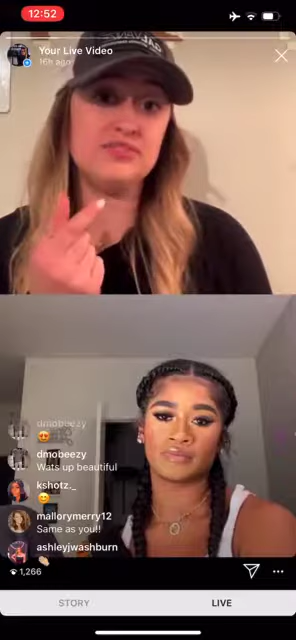 12:52
Your Live Video
16h ago
dmobeezy
dmobeezy
Wats up beautiful
kshotz._
mallorymerry12
Same as you!!
ashleyjwashburn
1,266
STORY
LIVE